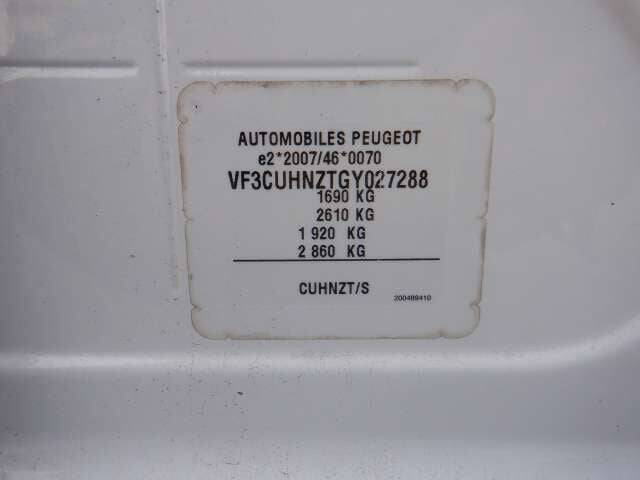 AUTOMOBILES PEUGEOT
e2*2007/46*0070
VF3CUHNZTGY027288
1690 KG
2610 KG
1 920 KG
2 860 KG
CUHNZT/S
200489410